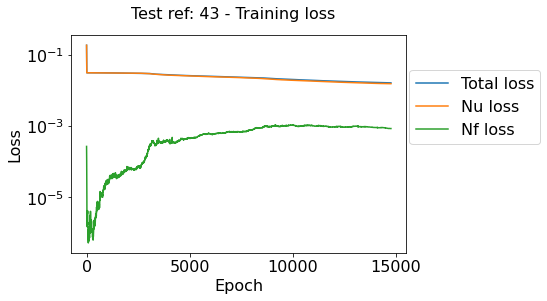 Test ref: 43 - Training loss
Loss
10⁻¹
10⁻³
10⁻⁵
0 5000 10000 15000
Epoch
Total loss
Nu loss
Nf loss